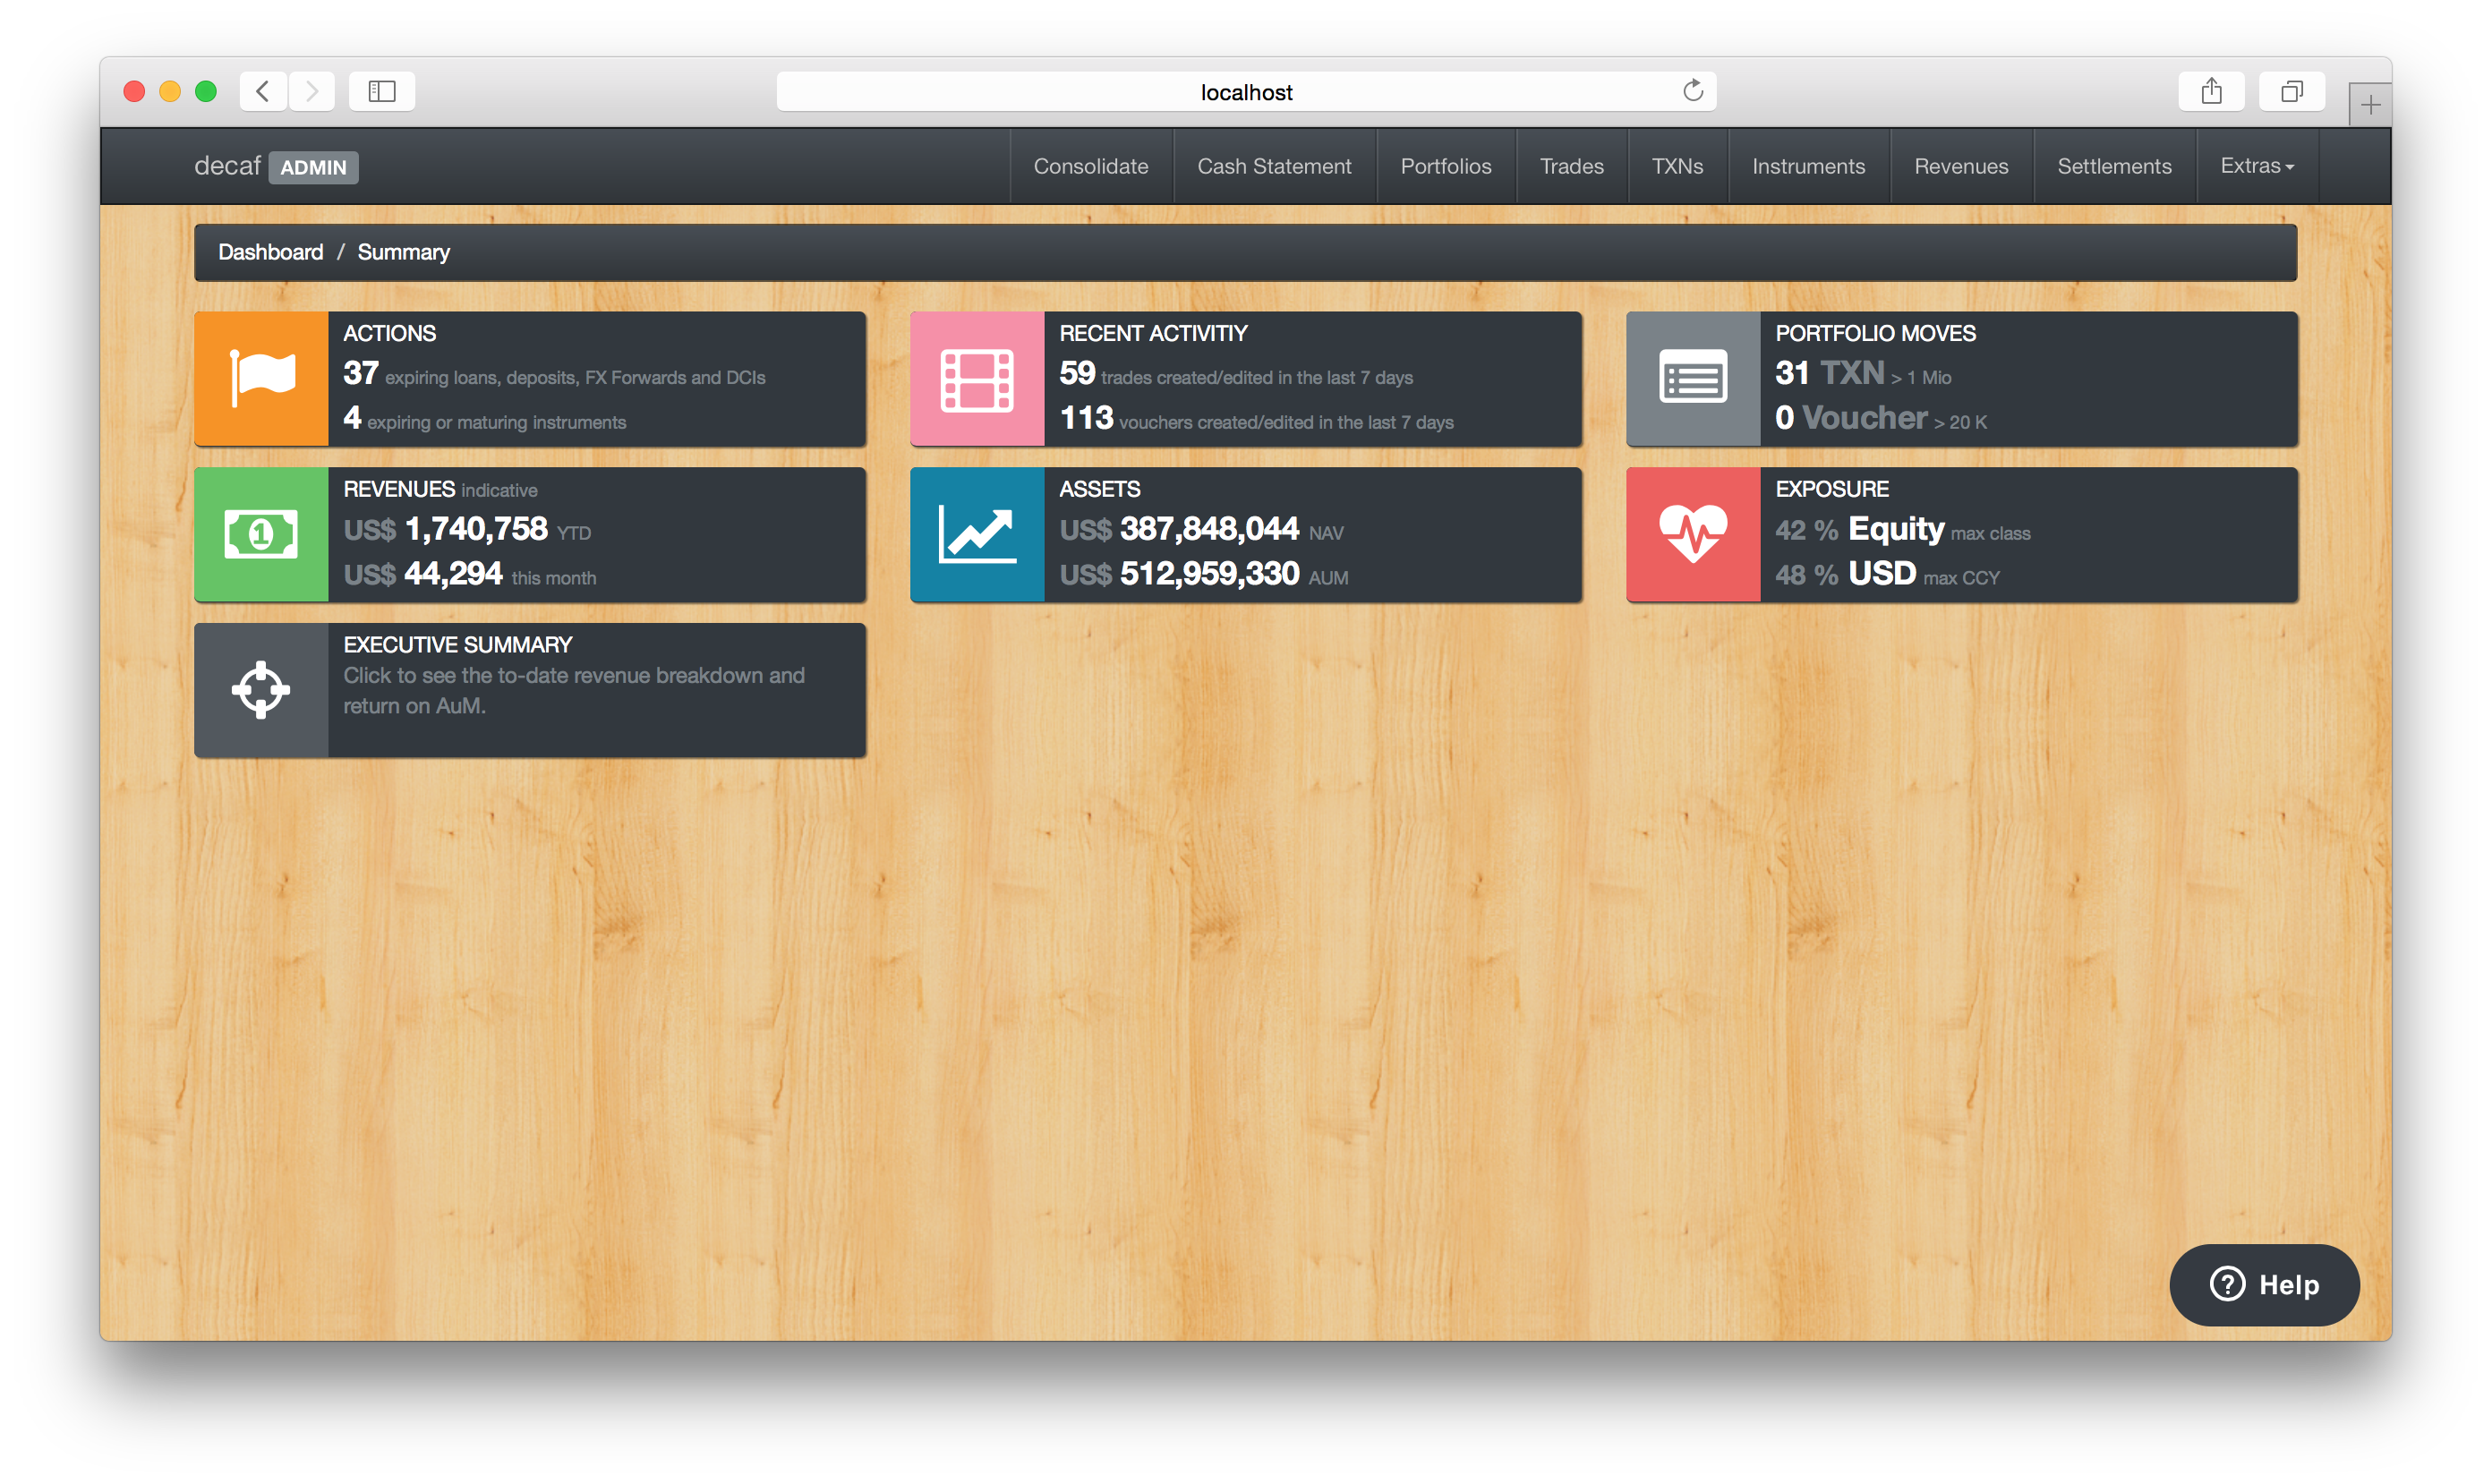 localhost
decaf ADMIN Consolidate Cash Statement Portfolios Trades TXNs Instruments Revenues Settlements Extras
Dashboard / Summary
ACTIONS
37 expiring loans, deposits, FX Forwards and DCIs
4 expiring or maturing instruments
RECENT ACTIVITIY
59 trades created/edited in the last 7 days
113 vouchers created/edited in the last 7 days
PORTFOLIO MOVES
31 TXN > 1 Mio
0 Voucher > 20 K
REVENUES indicative
US$ 1,740,758 YTD
US$ 44,294 this month
ASSETS
US$ 387,848,044 NAV
US$ 512,959,330 AUM
EXPOSURE
42 % Equity max class
48 % USD max CCY
EXECUTIVE SUMMARY
Click to see the to-date revenue breakdown and
return on AuM.
? Help